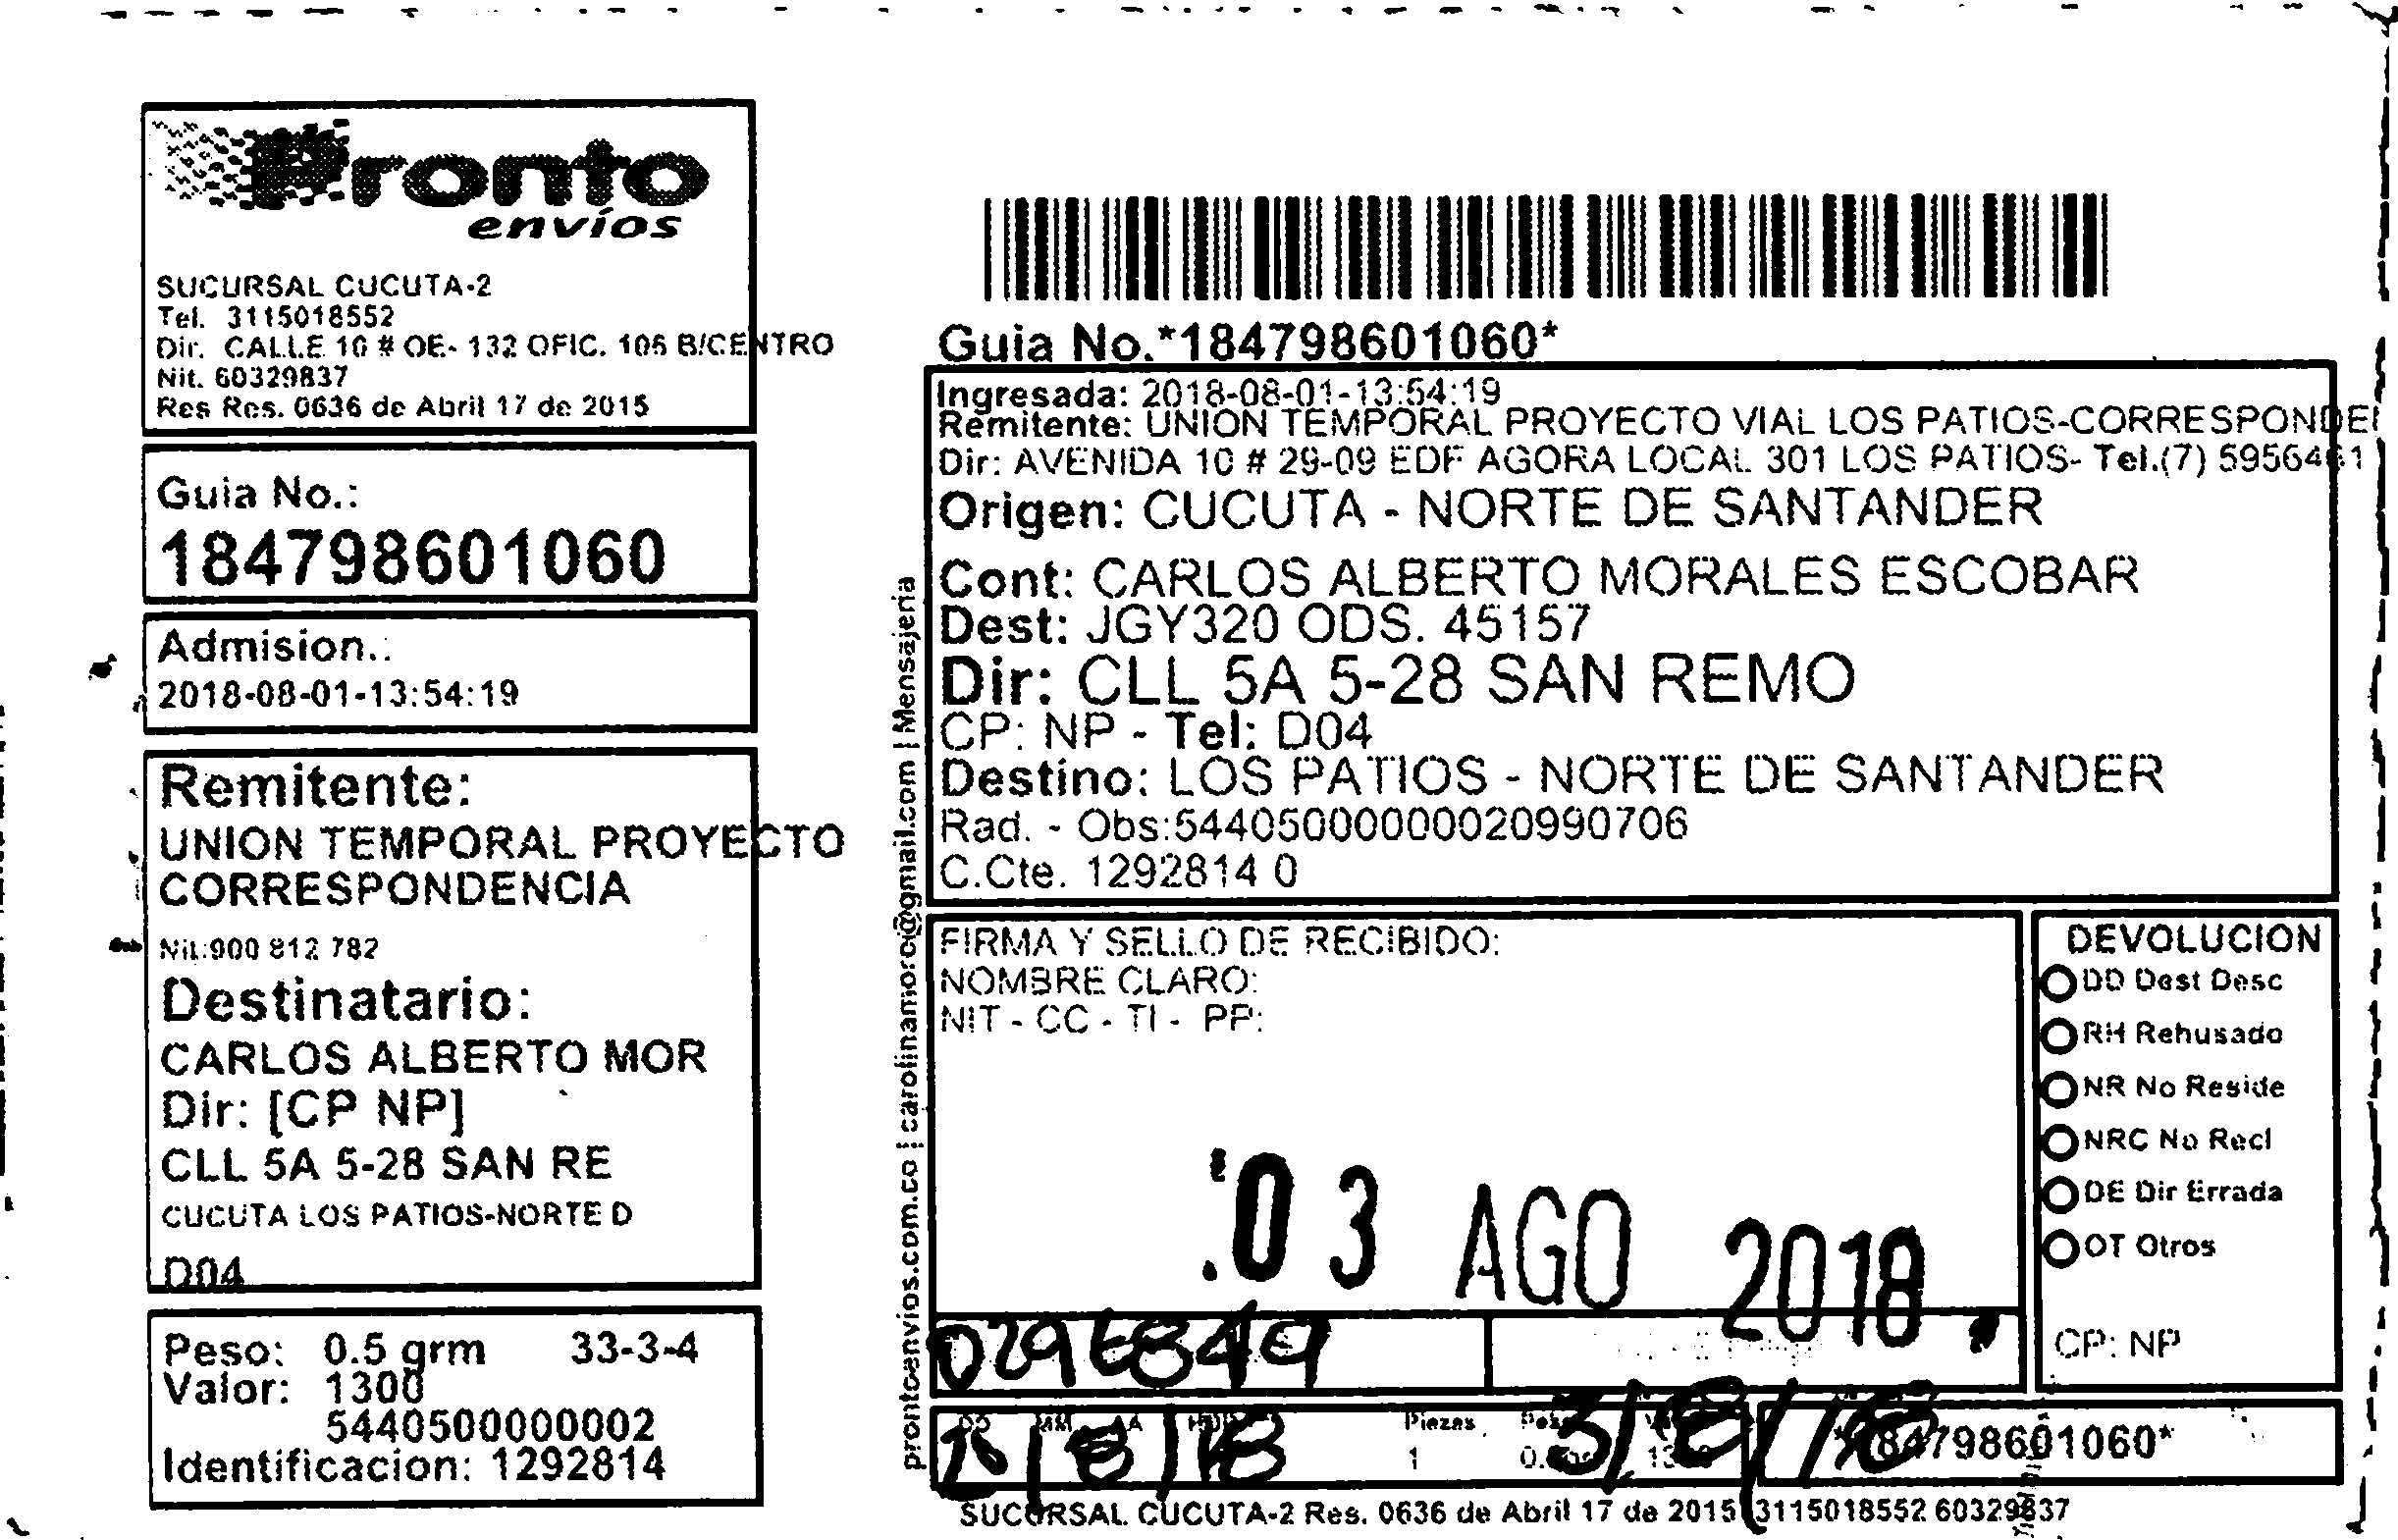 Pronto
envíos
SUCURSAL CUCUTA-2
Tel. 3115018552
Dir. CALLE 10 # OE- 132 OFIC. 106 B/CENTRO
Nit. 60329837
Res Res. 0636 de Abril 17 de 2015
Guia No.:
184798601060
Admision.:
2018-08-01-13:54:19
Remitente:
UNION TEMPORAL PROYECTO
CORRESPONDENCIA
Nit:900 812 782
Destinatario:
CARLOS ALBERTO MOR
Dir: [CP NP]
CLL 5A 5-28 SAN RE
CUCUTA LOS PATIOS-NORTE D
D04
Peso: 0.5 grm 33-3-4
Valor: 1300
5440500000002
Identificacion: 1292814
prontoenvios.com.co | carolinamoro@gmail.com | Mensajeria
Guia No.*184798601060*
Ingresada: 2018-08-01-13:54:19
Remitente: UNION TEMPORAL PROYECTO VIAL LOS PATIOS-CORRESPONDE
Dir: AVENIDA 10 # 29-09 EDF AGORA LOCAL 301 LOS PATIOS- Tel.(7) 5956461
Origen: CUCUTA - NORTE DE SANTANDER
Cont: CARLOS ALBERTO MORALES ESCOBAR
Dest: JGY320 ODS. 45157
Dir: CLL 5A 5-28 SAN REMO
CP: NP - Tel: D04
Destino: LOS PATIOS - NORTE DE SANTANDER
Rad. - Obs:544050000000020990706
C.Cte. 1292814 0
FIRMA Y SELLO DE RECIBIDO:
NOMBRE CLARO:
NIT - CC - TI - PP:
03 AGO 2018
0296849
DEVOLUCION
DD Dest Desc
RH Rehusado
NR No Reside
NRC No Recl
DE Dir Errada
OT Otros
CP: NP
Piezas
1
3/8/18
*184798601060*
SUCURSAL CUCUTA-2 Res. 0636 de Abril 17 de 2015 3115018552 60329837